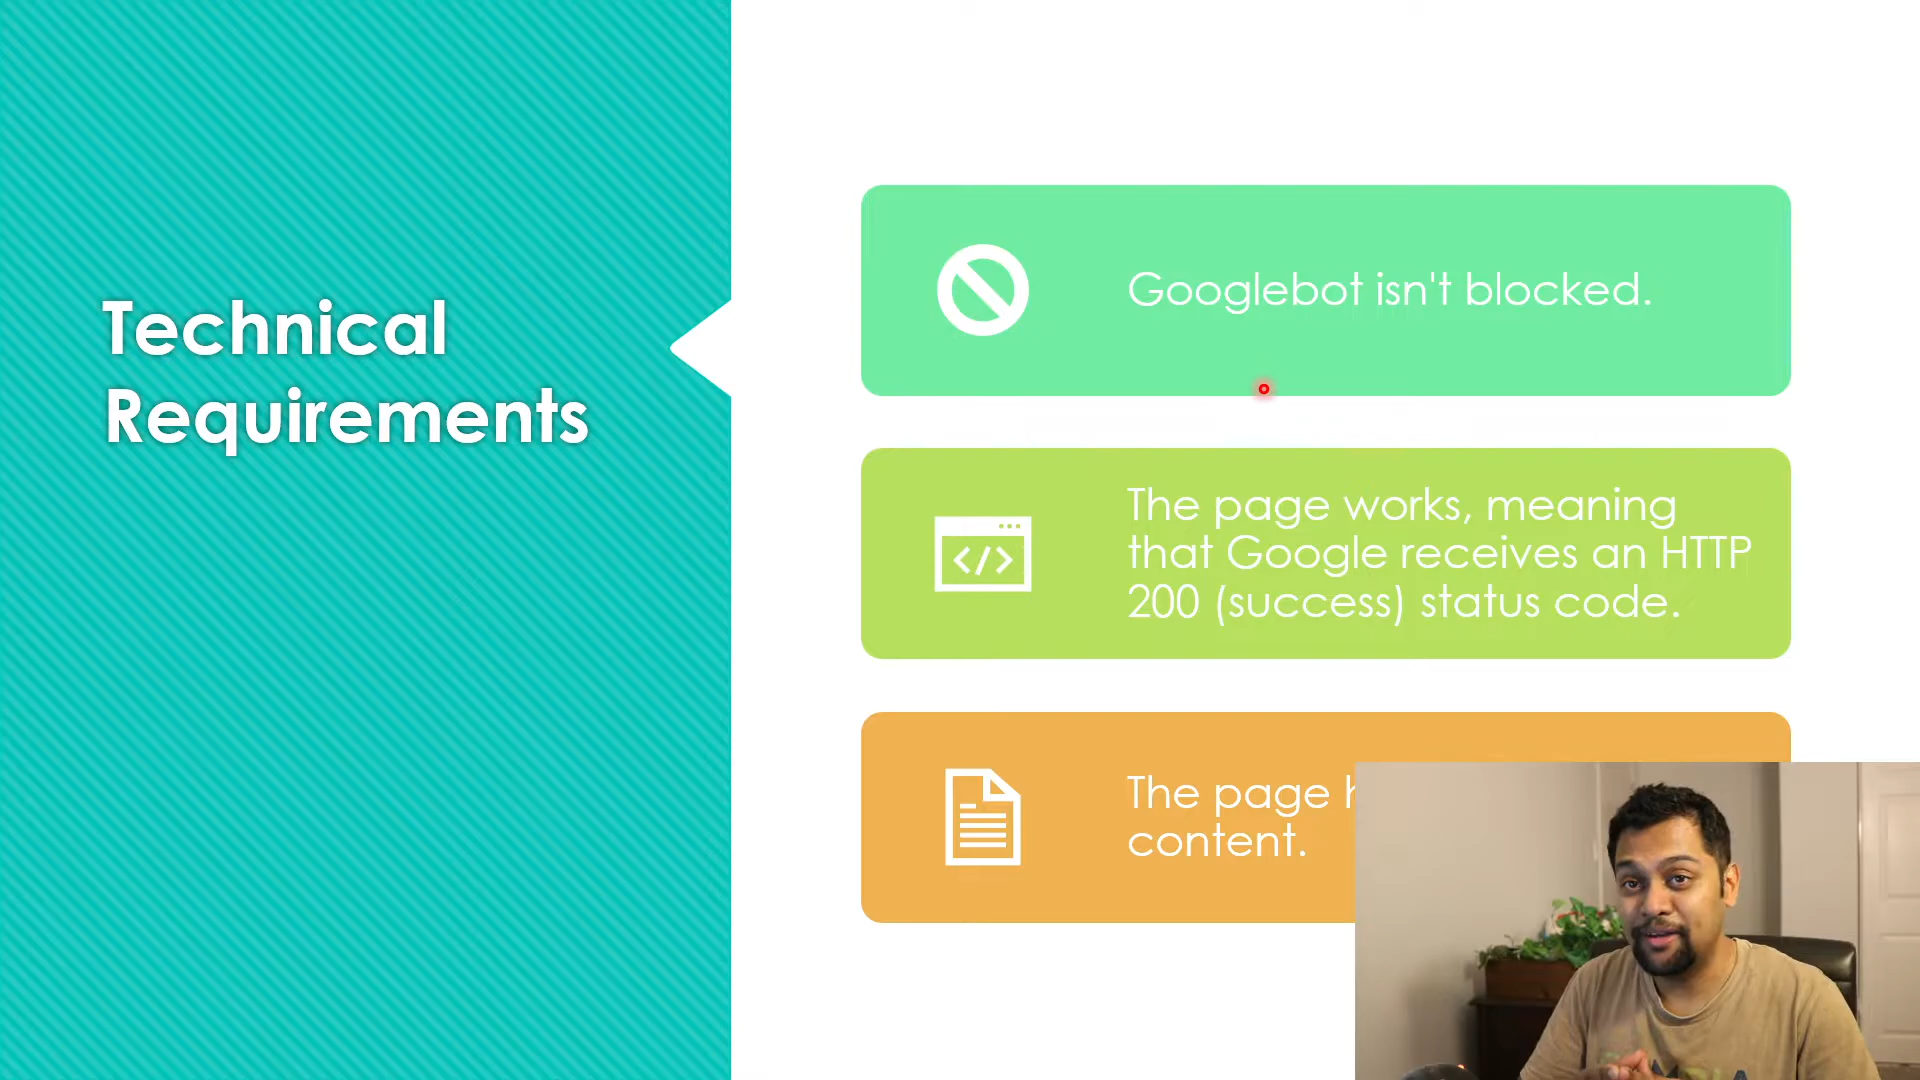 Technical
Requirements
Googlebot isn't blocked.
The page works, meaning
that Google receives an HTTP
200 (success) status code.
The page
content.